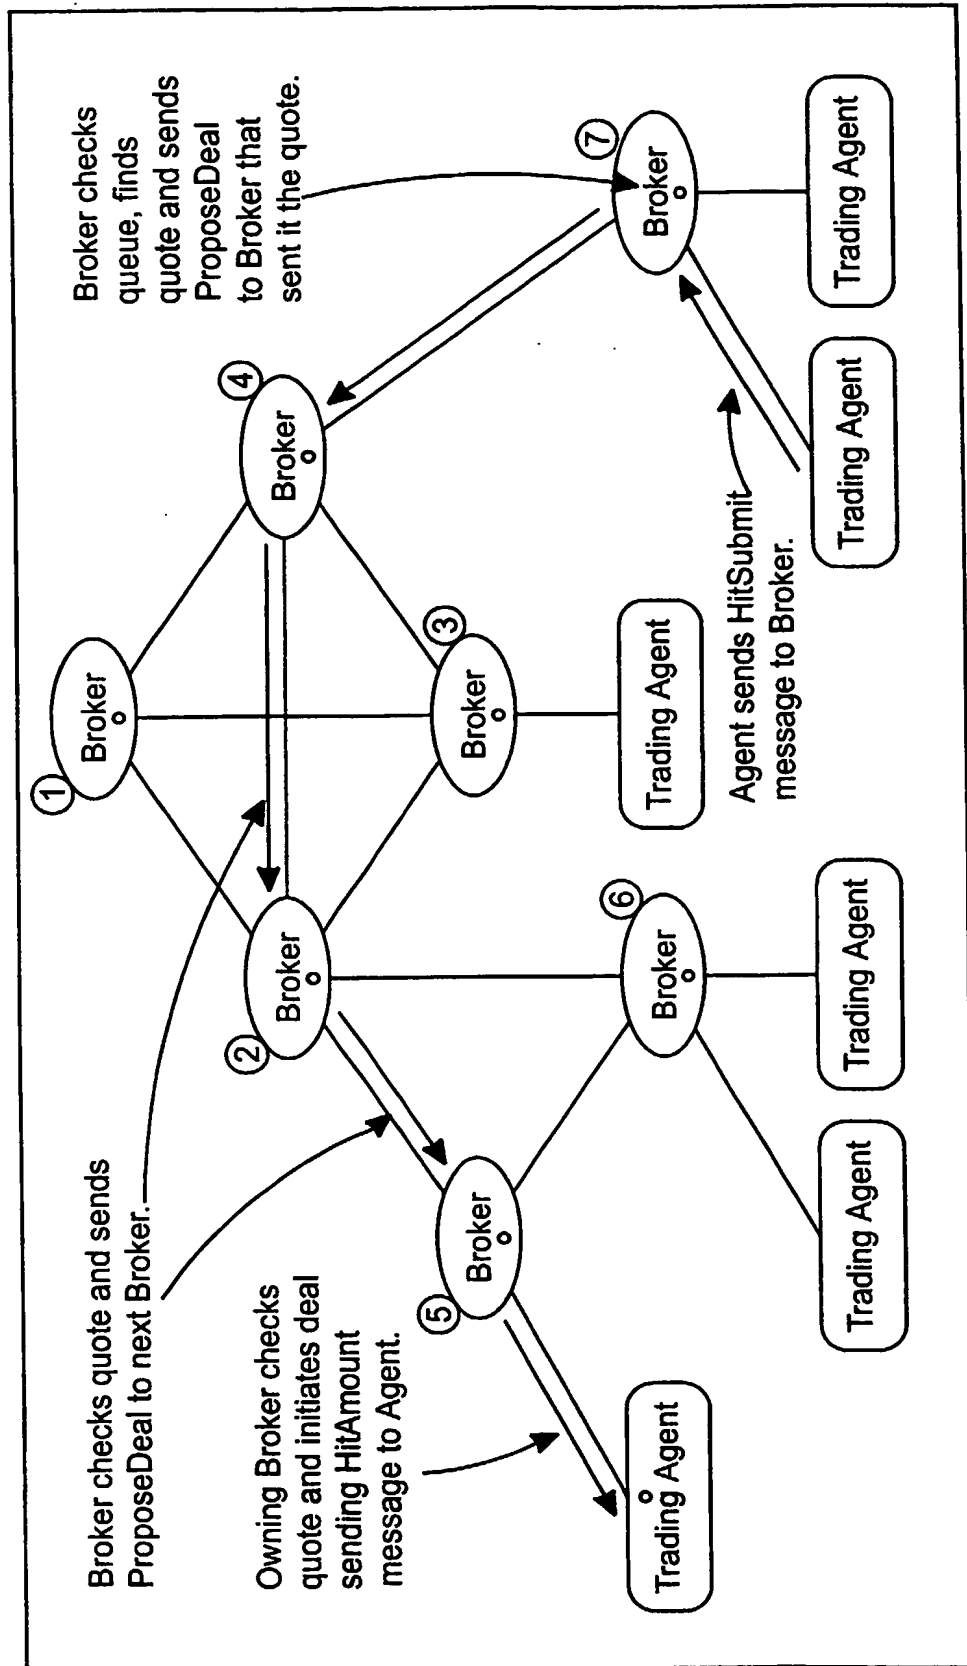 Broker checks quote and sends
ProposeDeal to next Broker.
Owning Broker checks
quote and initiates deal
sending HitAmount
message to Agent.
Broker checks
queue, finds
quote and sends
ProposeDeal
to Broker that
sent it the quote.
1
Broker
2
Broker
4
Broker
3
Broker
5
Broker
6
Broker
7
Broker
Agent sends HitSubmit
message to Broker.
Trading Agent
Trading Agent
Trading Agent
Trading Agent
Trading Agent
Trading Agent